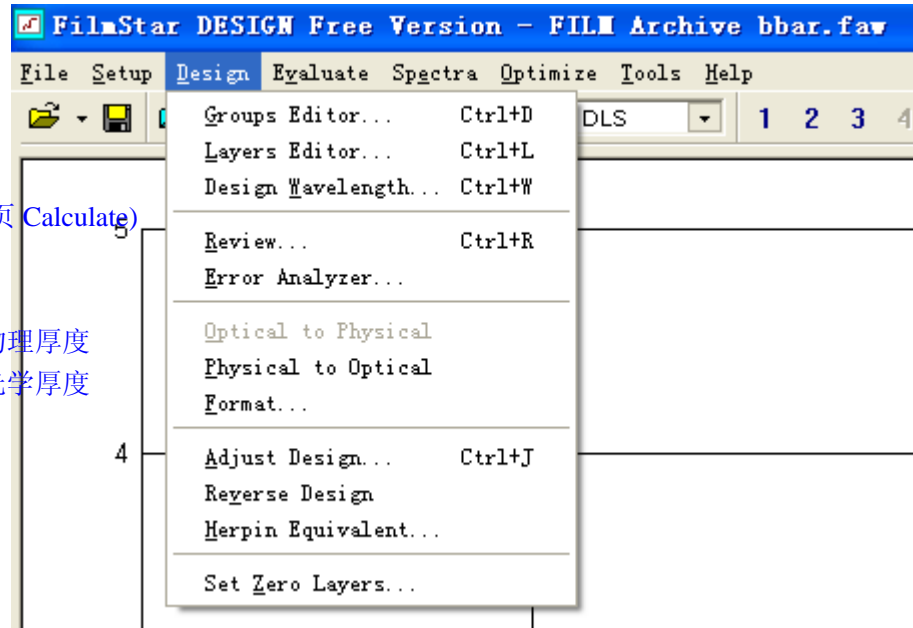 FilmStar DESIGN Free Version - FILM Archive bbar.faw
File Setup Design Evaluate Spectra Optimize Tools Help
DLS 1 2 3 4
Groups Editor... Ctrl+D
Layers Editor... Ctrl+L
Design Wavelength... Ctrl+W
页 Calculate)
5
Review... Ctrl+R
Error Analyzer...
Optical to Physical
理厚度
Physical to Optical
学厚度
Format...
4
Adjust Design... Ctrl+J
Reverse Design
Herpin Equivalent...
Set Zero Layers...